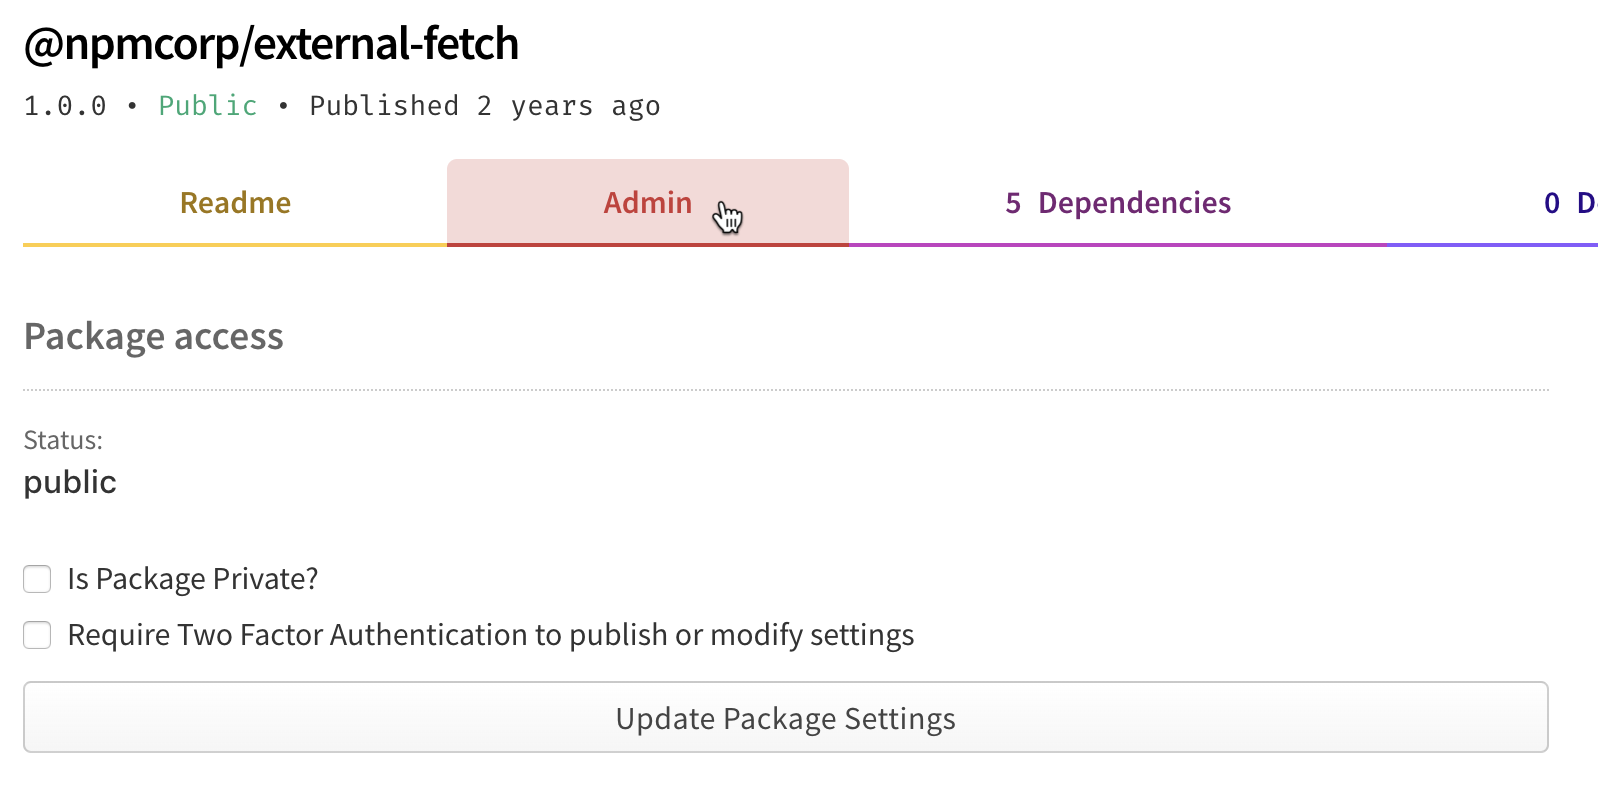 @npmcorp/external-fetch
1.0.0 • Public • Published 2 years ago
Readme Admin 5 Dependencies 0 D
Package access
Status:
public
Is Package Private?
Require Two Factor Authentication to publish or modify settings
Update Package Settings